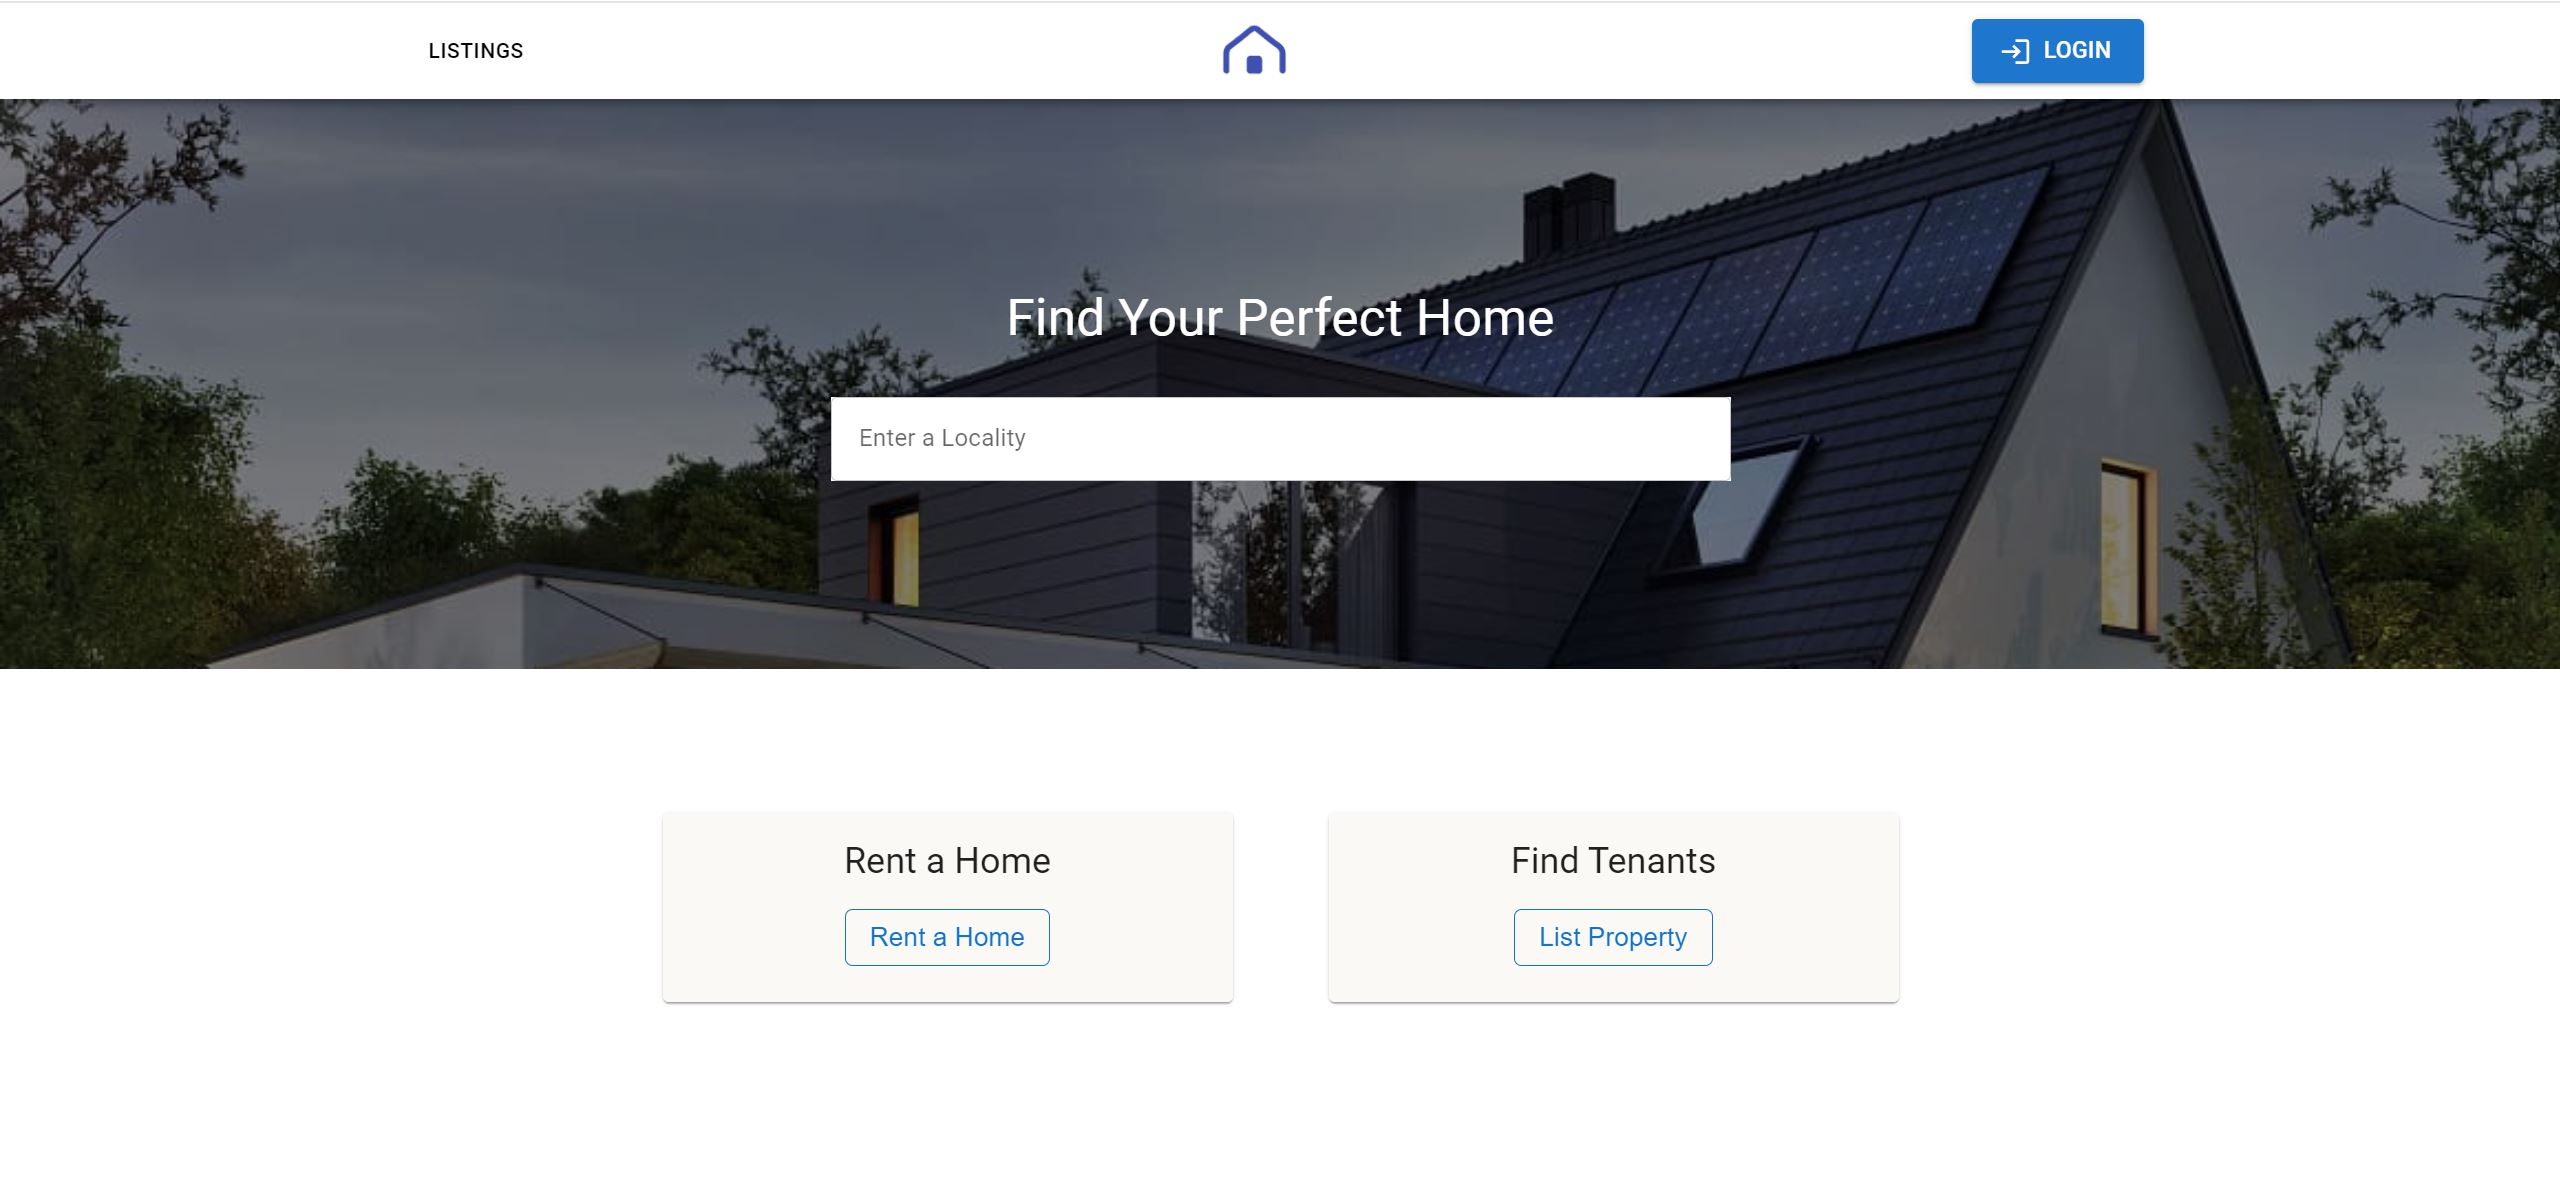 LISTINGS
LOGIN
Find Your Perfect Home
Enter a Locality
Rent a Home
Rent a Home
Find Tenants
List Property